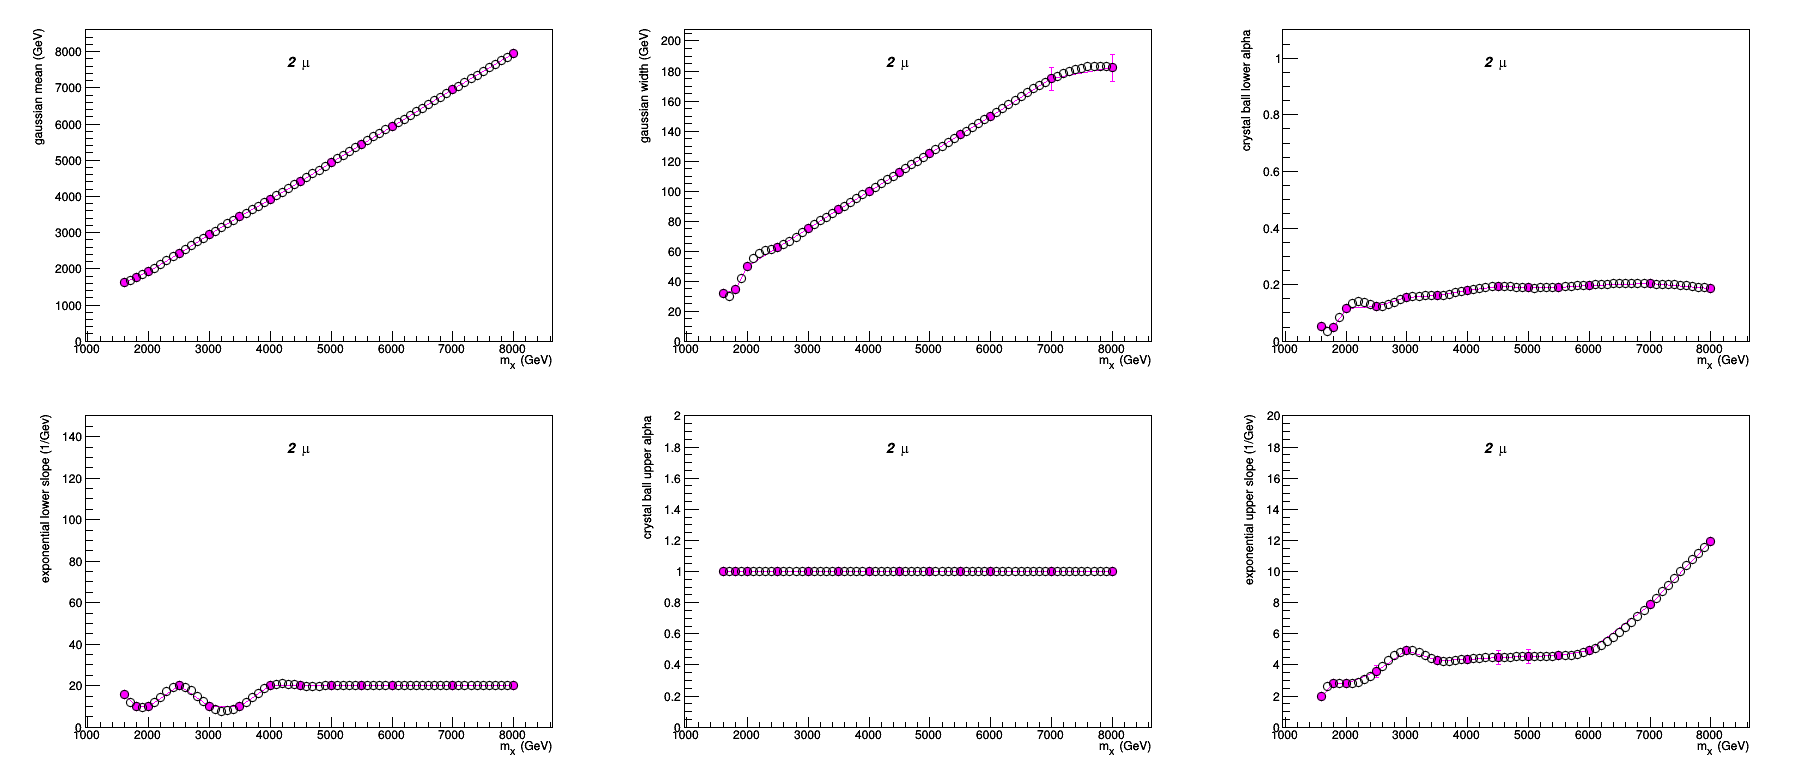 gaussian mean (GeV)
2 μ
8000
7000
6000
5000
4000
3000
2000
1000
0
1000 2000 3000 4000 5000 6000 7000 8000
m_x (GeV)
gaussian width (GeV)
2 μ
200
180
160
140
120
100
80
60
40
20
0
1000 2000 3000 4000 5000 6000 7000 8000
m_x (GeV)
crystal ball lower alpha
2 μ
1
0.8
0.6
0.4
0.2
0
1000 2000 3000 4000 5000 6000 7000 8000
m_x (GeV)
exponential lower slope (1/Gev)
2 μ
140
120
100
80
60
40
20
0
1000 2000 3000 4000 5000 6000 7000 8000
m_x (GeV)
crystal ball upper alpha
2 μ
2
1.8
1.6
1.4
1.2
1
0.8
0.6
0.4
0.2
0
1000 2000 3000 4000 5000 6000 7000 8000
m_x (GeV)
exponential upper slope (1/Gev)
2 μ
20
18
16
14
12
10
8
6
4
2
0
1000 2000 3000 4000 5000 6000 7000 8000
m_x (GeV)